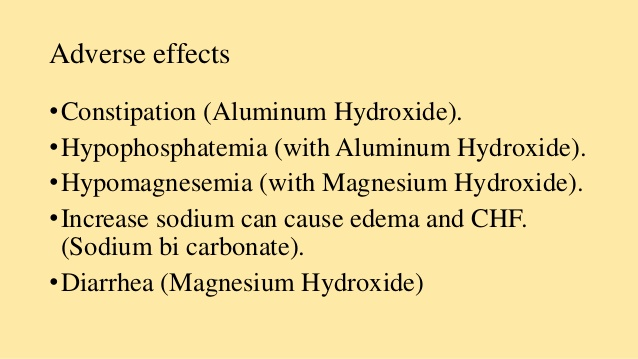 Adverse effects
•Constipation (Aluminum Hydroxide).
•Hypophosphatemia (with Aluminum Hydroxide).
•Hypomagnesemia (with Magnesium Hydroxide).
•Increase sodium can cause edema and CHF.
(Sodium bi carbonate).
•Diarrhea (Magnesium Hydroxide)